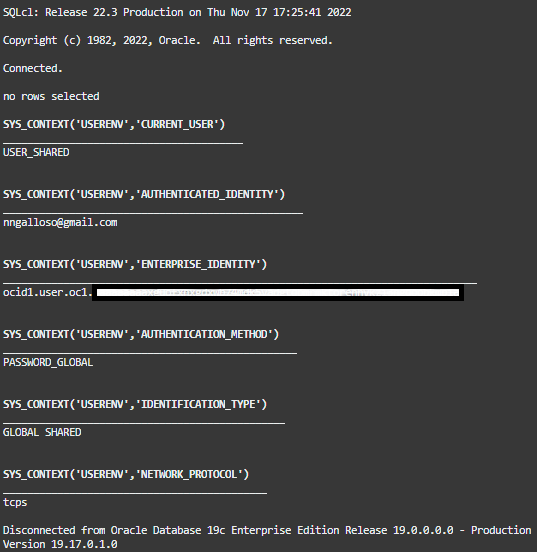 SQLcl: Release 22.3 Production on Thu Nov 17 17:25:41 2022
Copyright (c) 1982, 2022, Oracle.  All rights reserved.
Connected.
no rows selected
SYS_CONTEXT('USERENV','CURRENT_USER')
USER_SHARED
SYS_CONTEXT('USERENV','AUTHENTICATED_IDENTITY')
nngalloso@gmail.com
SYS_CONTEXT('USERENV','ENTERPRISE_IDENTITY')
ocid1.user.oc1.
SYS_CONTEXT('USERENV','AUTHENTICATION_METHOD')
PASSWORD_GLOBAL
SYS_CONTEXT('USERENV','IDENTIFICATION_TYPE')
GLOBAL SHARED
SYS_CONTEXT('USERENV','NETWORK_PROTOCOL')
tcps
Disconnected from Oracle Database 19c Enterprise Edition Release 19.0.0.0.0 - Production
Version 19.17.0.1.0